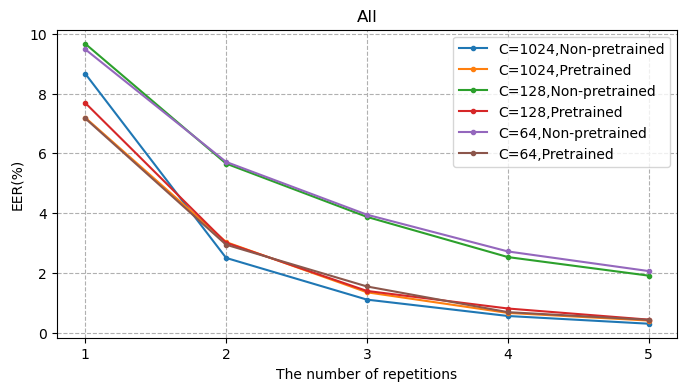 All
10
8
6
4
2
0
EER(%)
C=1024,Non-pretrained
C=1024,Pretrained
C=128,Non-pretrained
C=128,Pretrained
C=64,Non-pretrained
C=64,Pretrained
1 2 3 4 5
The number of repetitions